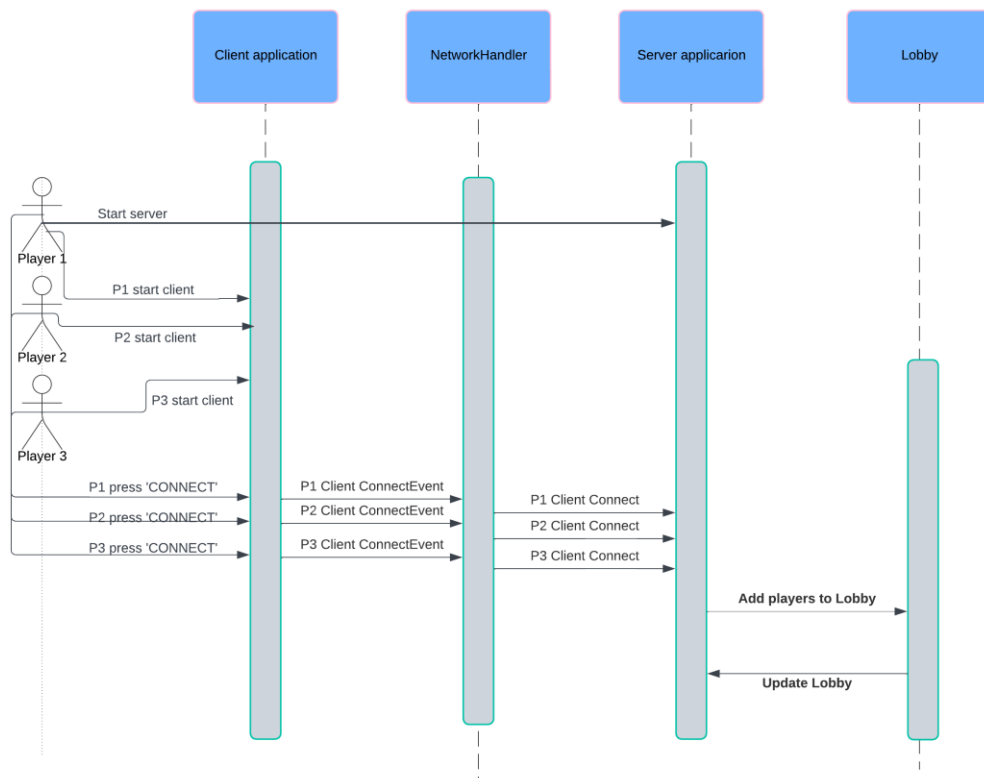 Client application
NetworkHandler
Server applicarion
Lobby
Start server
Player 1
P1 start client
P2 start client
Player 2
P3 start client
Player 3
P1 press 'CONNECT'
P1 Client ConnectEvent
P1 Client Connect
P2 press 'CONNECT'
P2 Client ConnectEvent
P2 Client Connect
P3 press 'CONNECT'
P3 Client ConnectEvent
P3 Client Connect
Add players to Lobby
Update Lobby